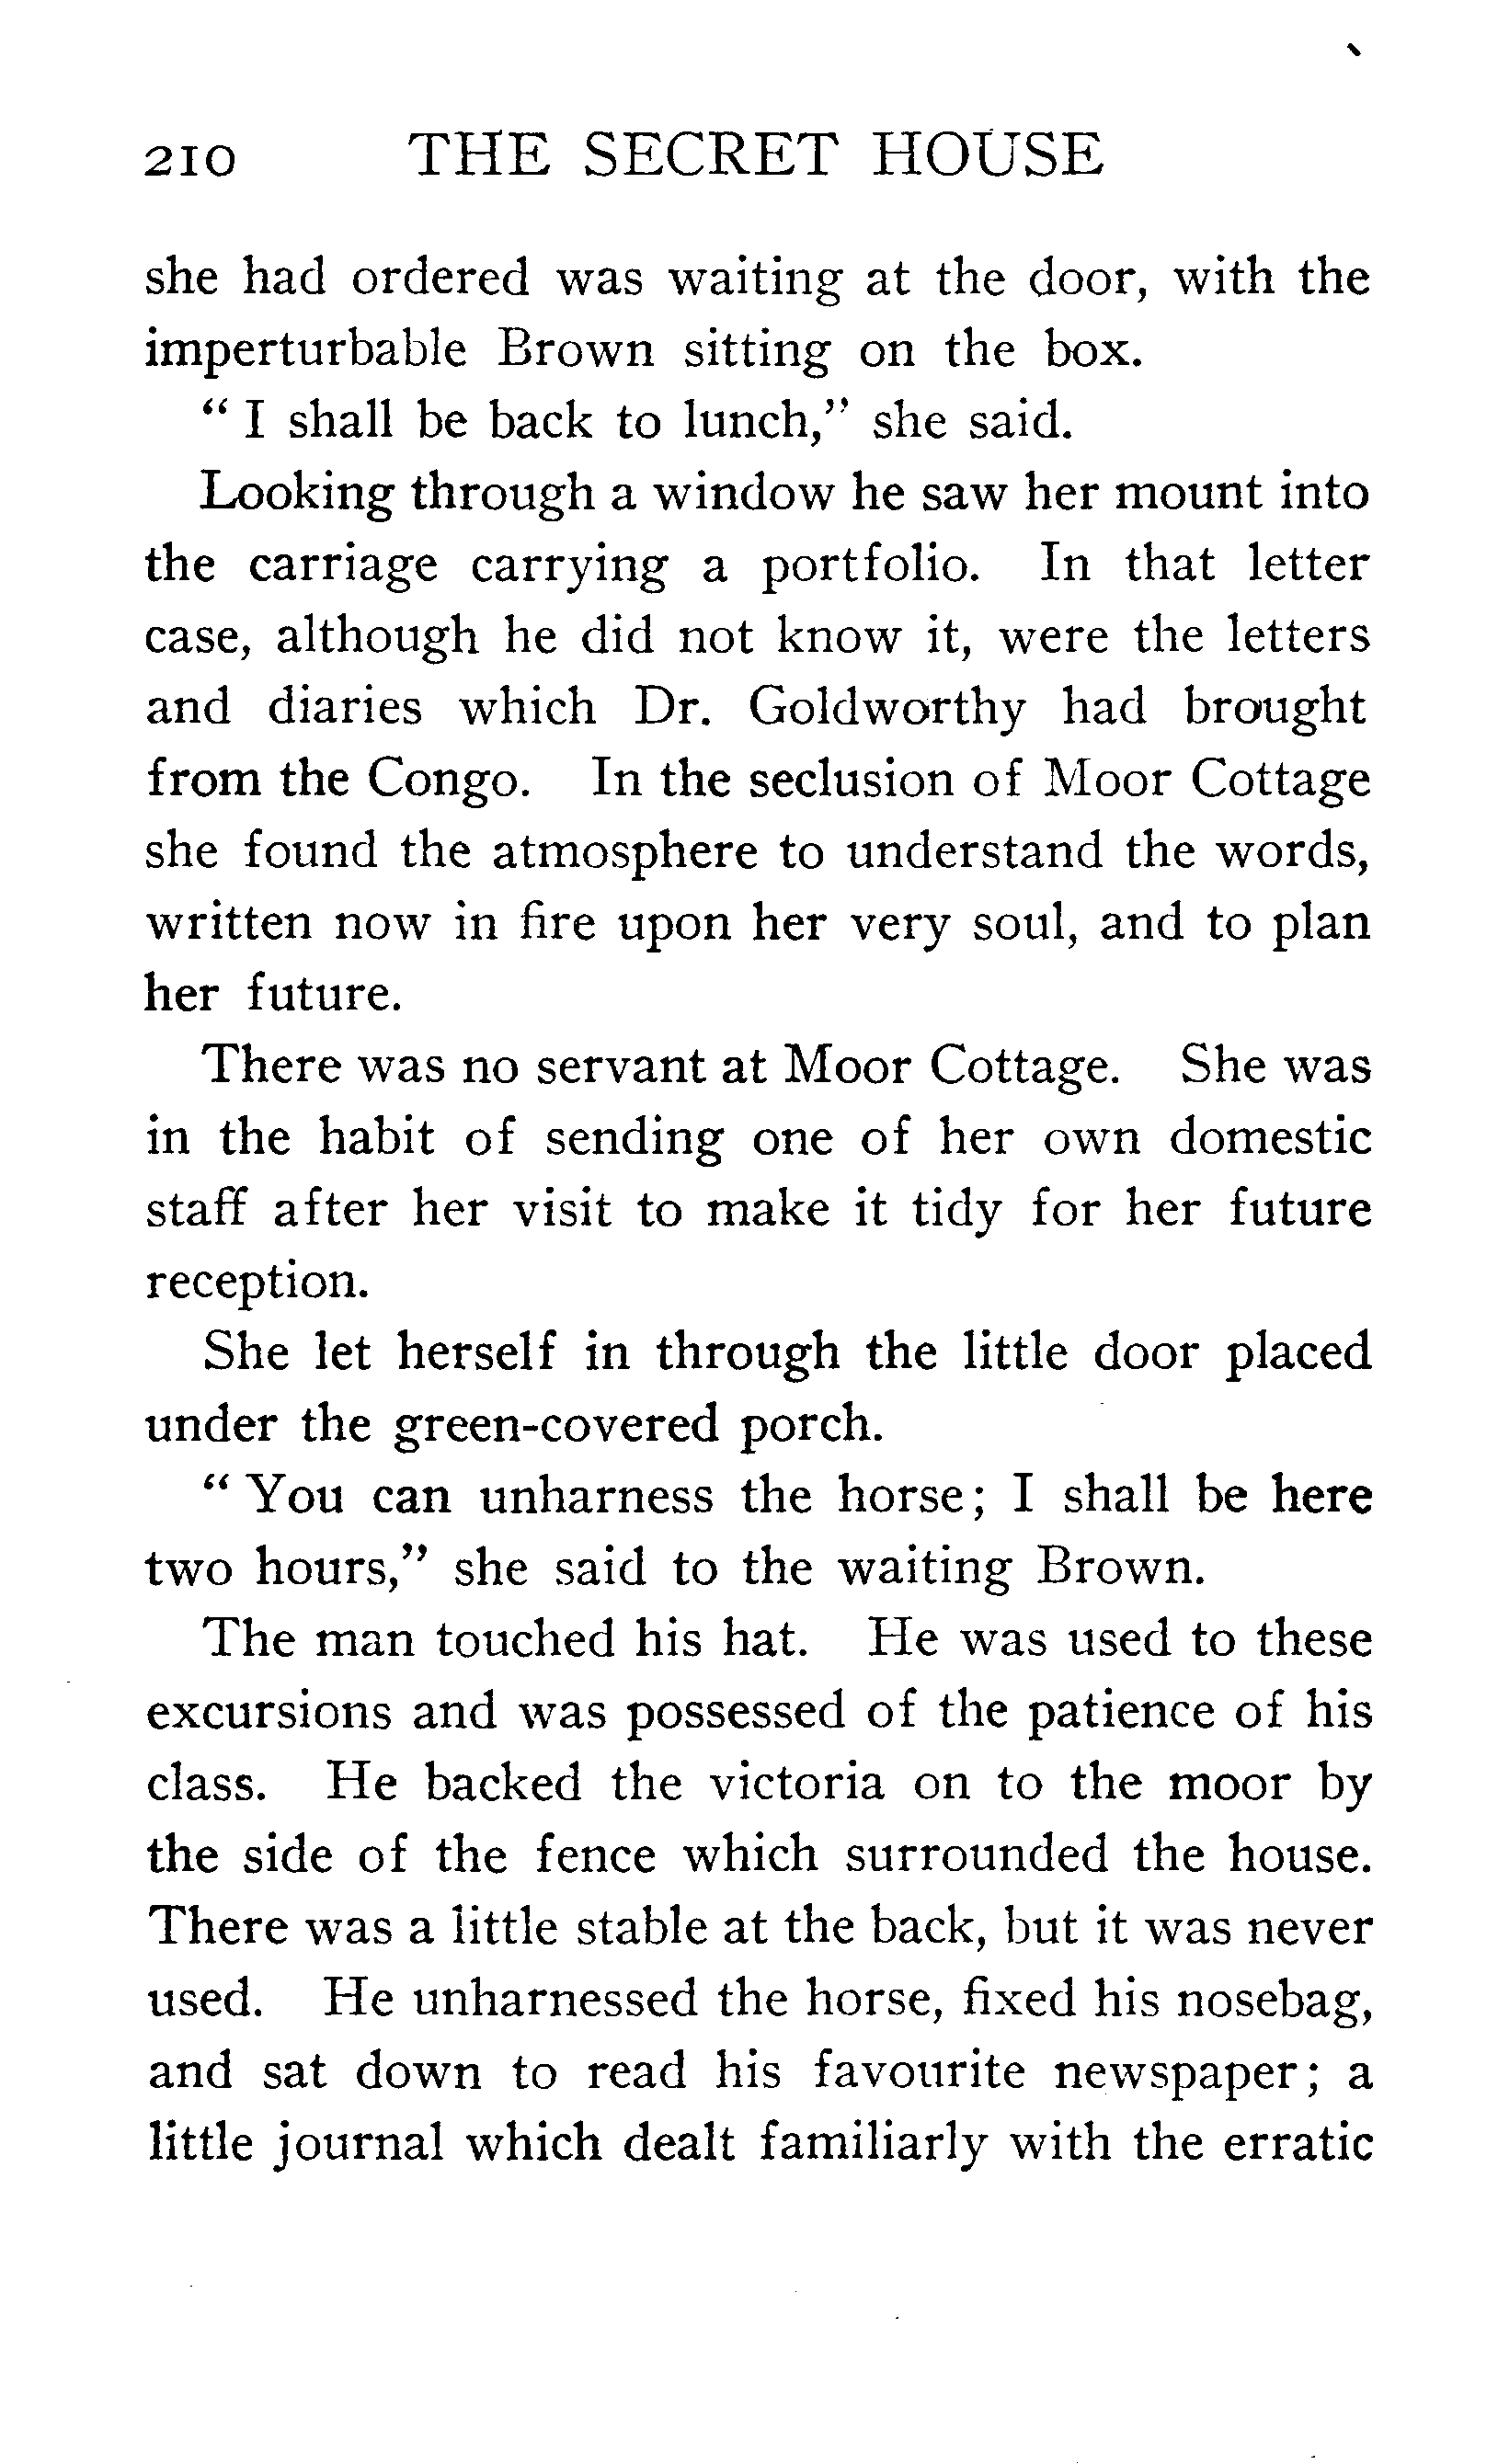 210 THE SECRET HOUSE
she had ordered was waiting at the door, with the
imperturbable Brown sitting on the box.
" I shall be back to lunch," she said.
Looking through a window he saw her mount into
the carriage carrying a portfolio. In that letter
case, although he did not know it, were the letters
and diaries which Dr. Goldworthy had brought
from the Congo. In the seclusion of Moor Cottage
she found the atmosphere to understand the words,
written now in fire upon her very soul, and to plan
her future.
There was no servant at Moor Cottage. She was
in the habit of sending one of her own domestic
staff after her visit to make it tidy for her future
reception.
She let herself in through the little door placed
under the green-covered porch.
" You can unharness the horse; I shall be here
two hours," she said to the waiting Brown.
The man touched his hat. He was used to these
excursions and was possessed of the patience of his
class. He backed the victoria on to the moor by
the side of the fence which surrounded the house.
There was a little stable at the back, but it was never
used. He unharnessed the horse, fixed his nosebag,
and sat down to read his favourite newspaper; a
little journal which dealt familiarly with the erratic